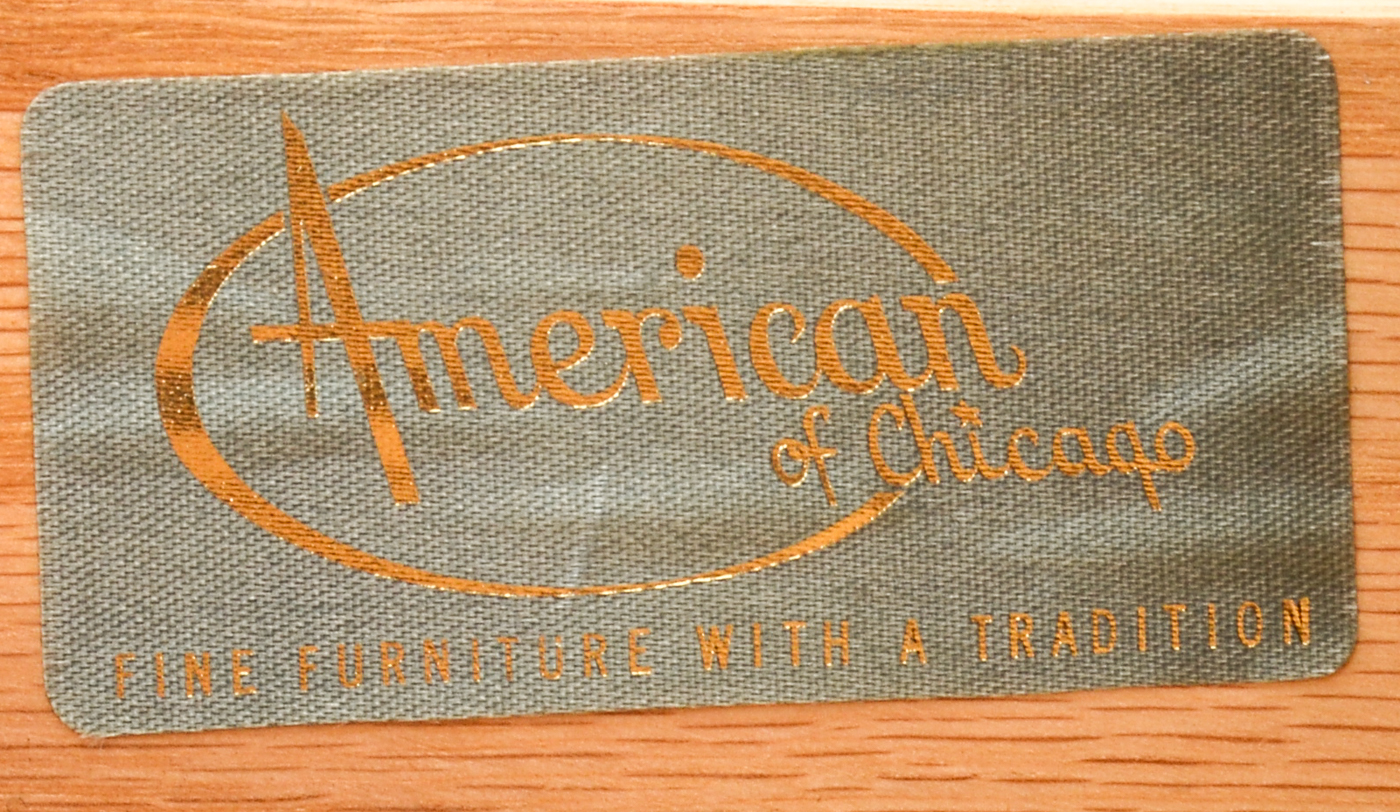 American
of Chicago
FINE FURNITURE WITH A TRADITION